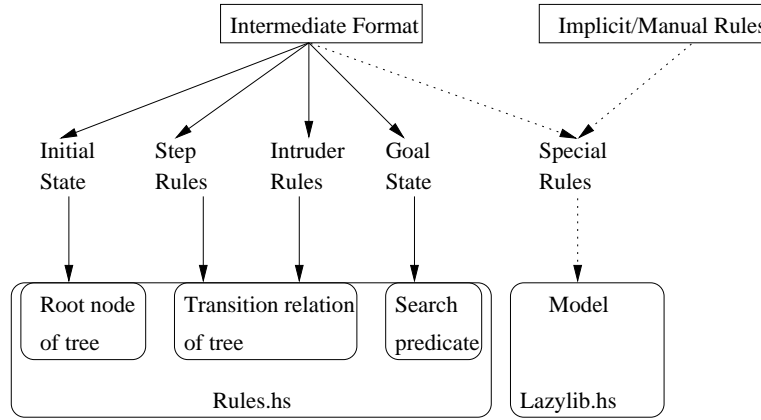 Intermediate Format
Implicit/Manual Rules
Initial State
Step Rules
Intruder Rules
Goal State
Special Rules
Root node of tree
Transition relation of tree
Search predicate
Model
Rules.hs
Lazylib.hs